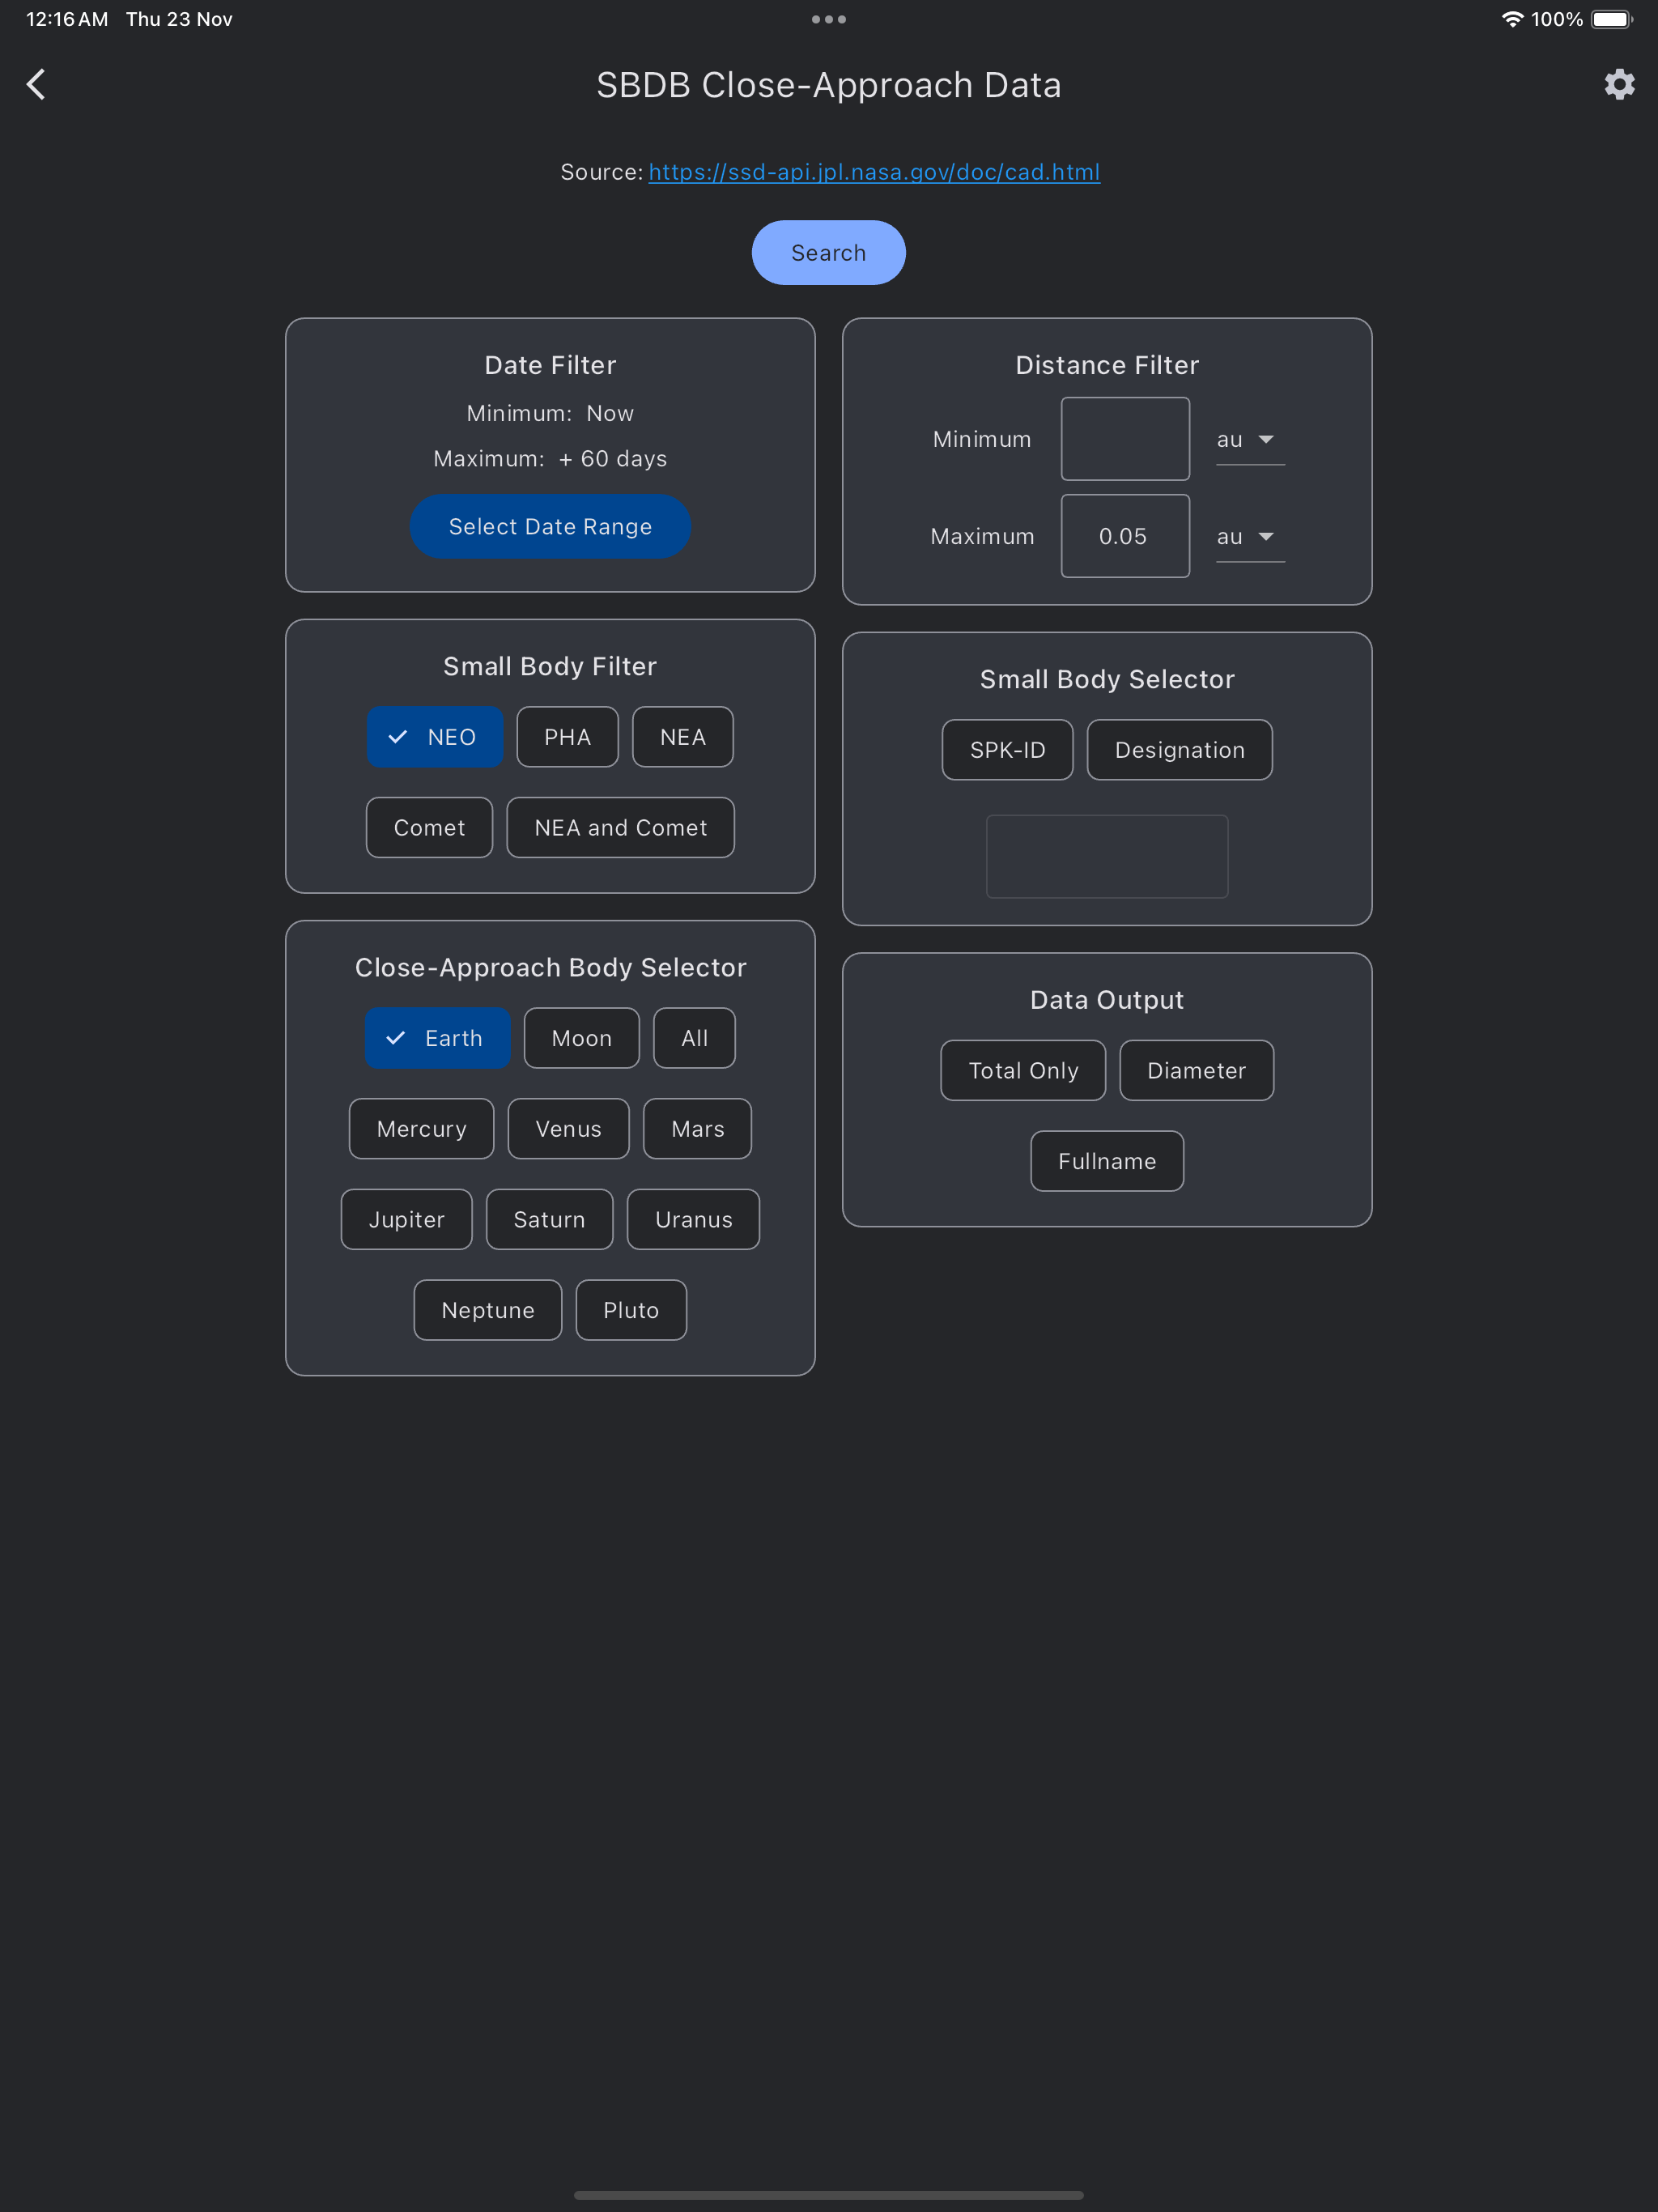 12:16 AM Thu 23 Nov
100%
SBDB Close-Approach Data
Source: https://ssd-api.jpl.nasa.gov/doc/cad.html
Search
Date Filter
Minimum: Now
Maximum: + 60 days
Select Date Range
Distance Filter
Minimum au
Maximum 0.05 au
Small Body Filter
NEO PHA NEA
Comet NEA and Comet
Small Body Selector
SPK-ID Designation
Close-Approach Body Selector
Earth Moon All
Mercury Venus Mars
Jupiter Saturn Uranus
Neptune Pluto
Data Output
Total Only Diameter
Fullname